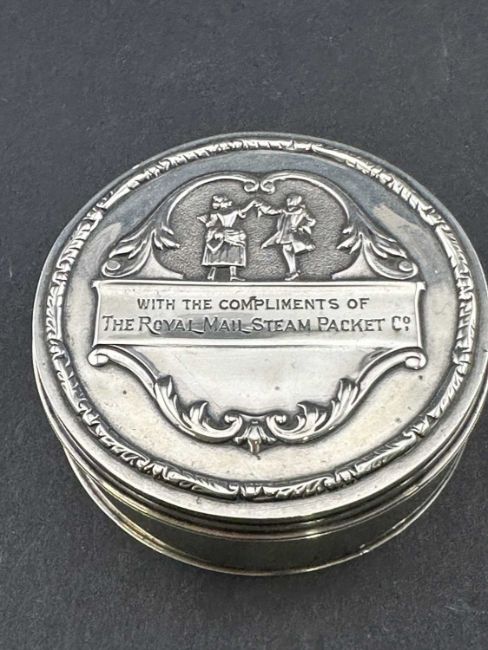 WITH THE COMPLIMENTS OF
THE ROYAL MAIL STEAM PACKET Co.